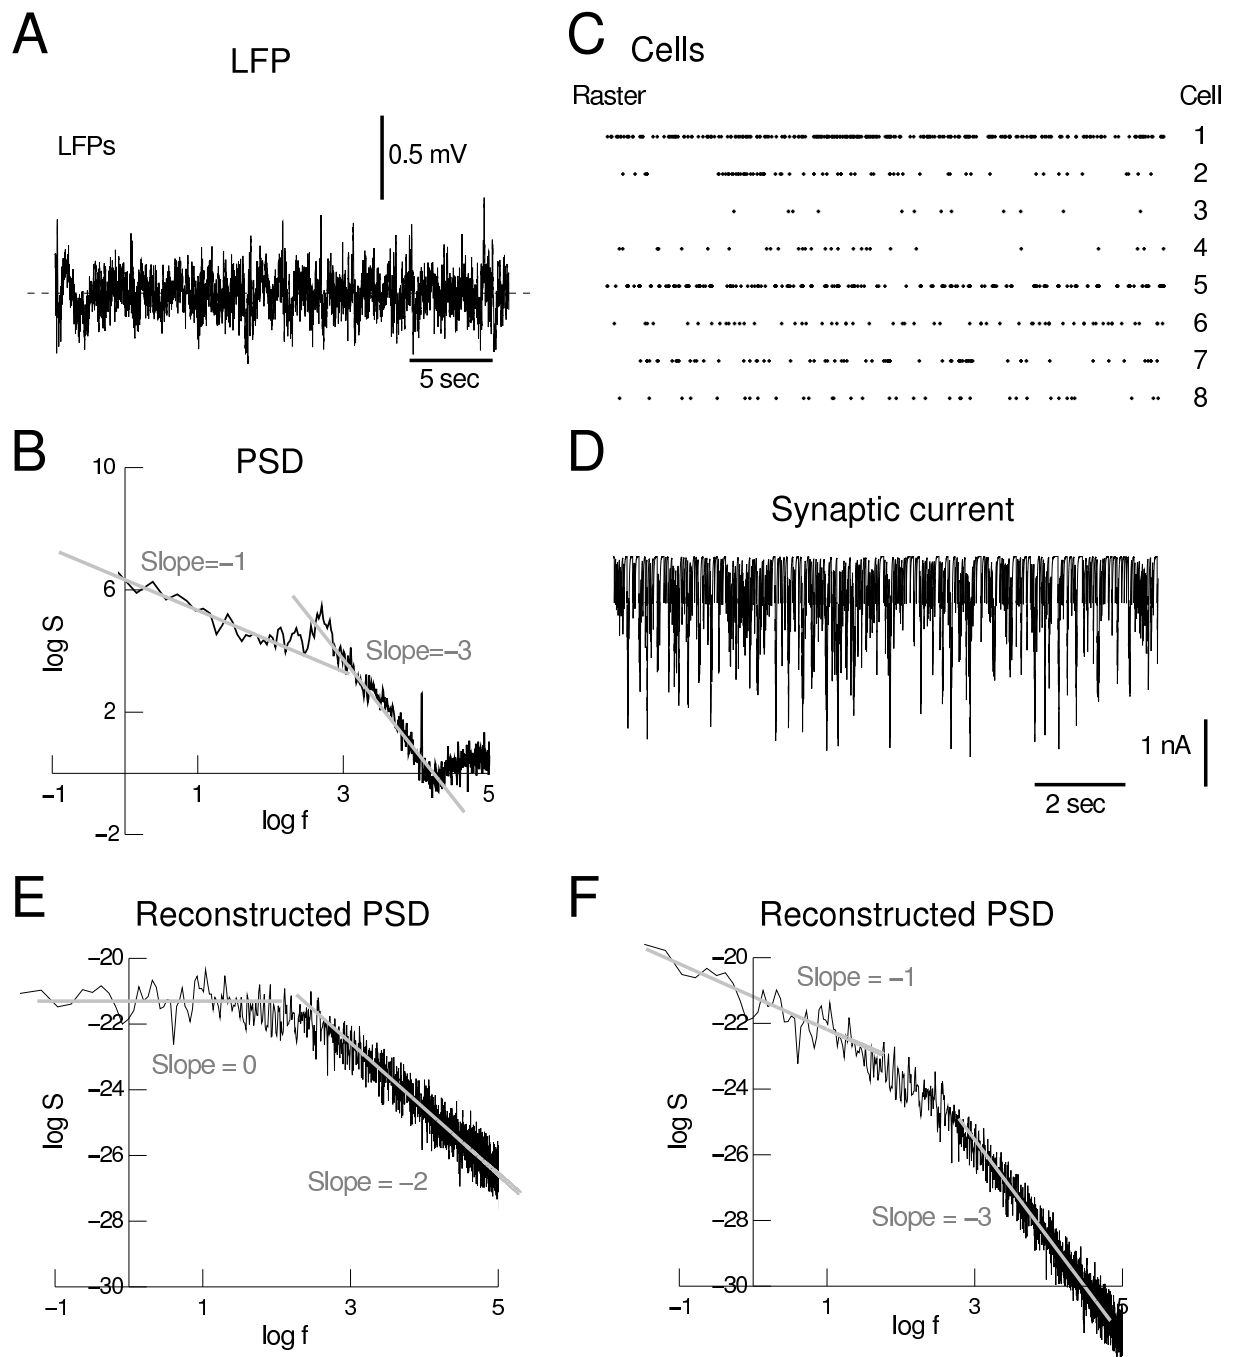 A
LFP
LFPs
0.5 mV
5 sec
B
PSD
10
6
2
−2
log S
Slope=−1
Slope=−3
−1
1
3
5
log f
C
Cells
Raster
Cell
1
2
3
4
5
6
7
8
D
Synaptic current
1 nA
2 sec
E
Reconstructed PSD
−20
−22
−24
−26
−28
−30
log S
Slope = 0
Slope = −2
−1
1
3
5
log f
F
Reconstructed PSD
−20
−22
−24
−26
−28
−30
log S
Slope = −1
Slope = −3
−1
1
3
5
log f